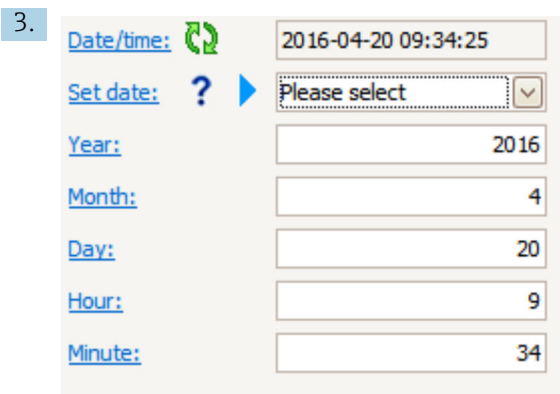 3.
Date/time: 2016-04-20 09:34:25
Set date: ? Please select
Year: 2016
Month: 4
Day: 20
Hour: 9
Minute: 34